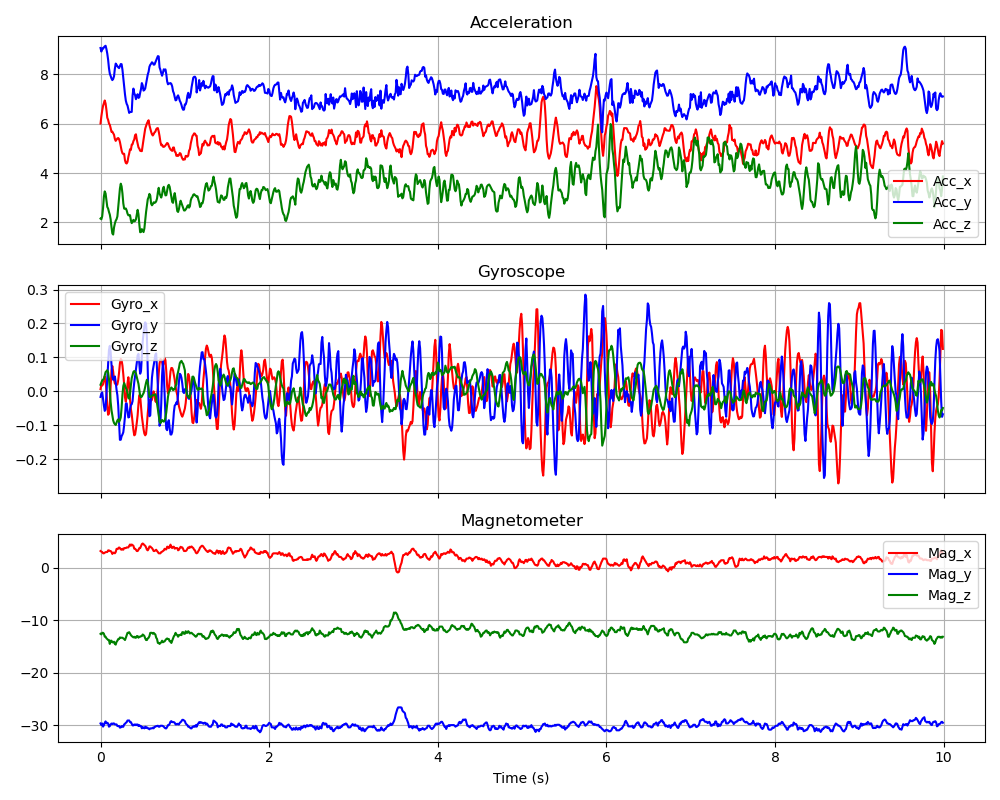 Acceleration
8
6
4
2
Acc_x
Acc_y
Acc_z
Gyroscope
0.3
0.2
0.1
0.0
−0.1
−0.2
Gyro_x
Gyro_y
Gyro_z
Magnetometer
0
−10
−20
−30
Mag_x
Mag_y
Mag_z
0 2 4 6 8 10
Time (s)